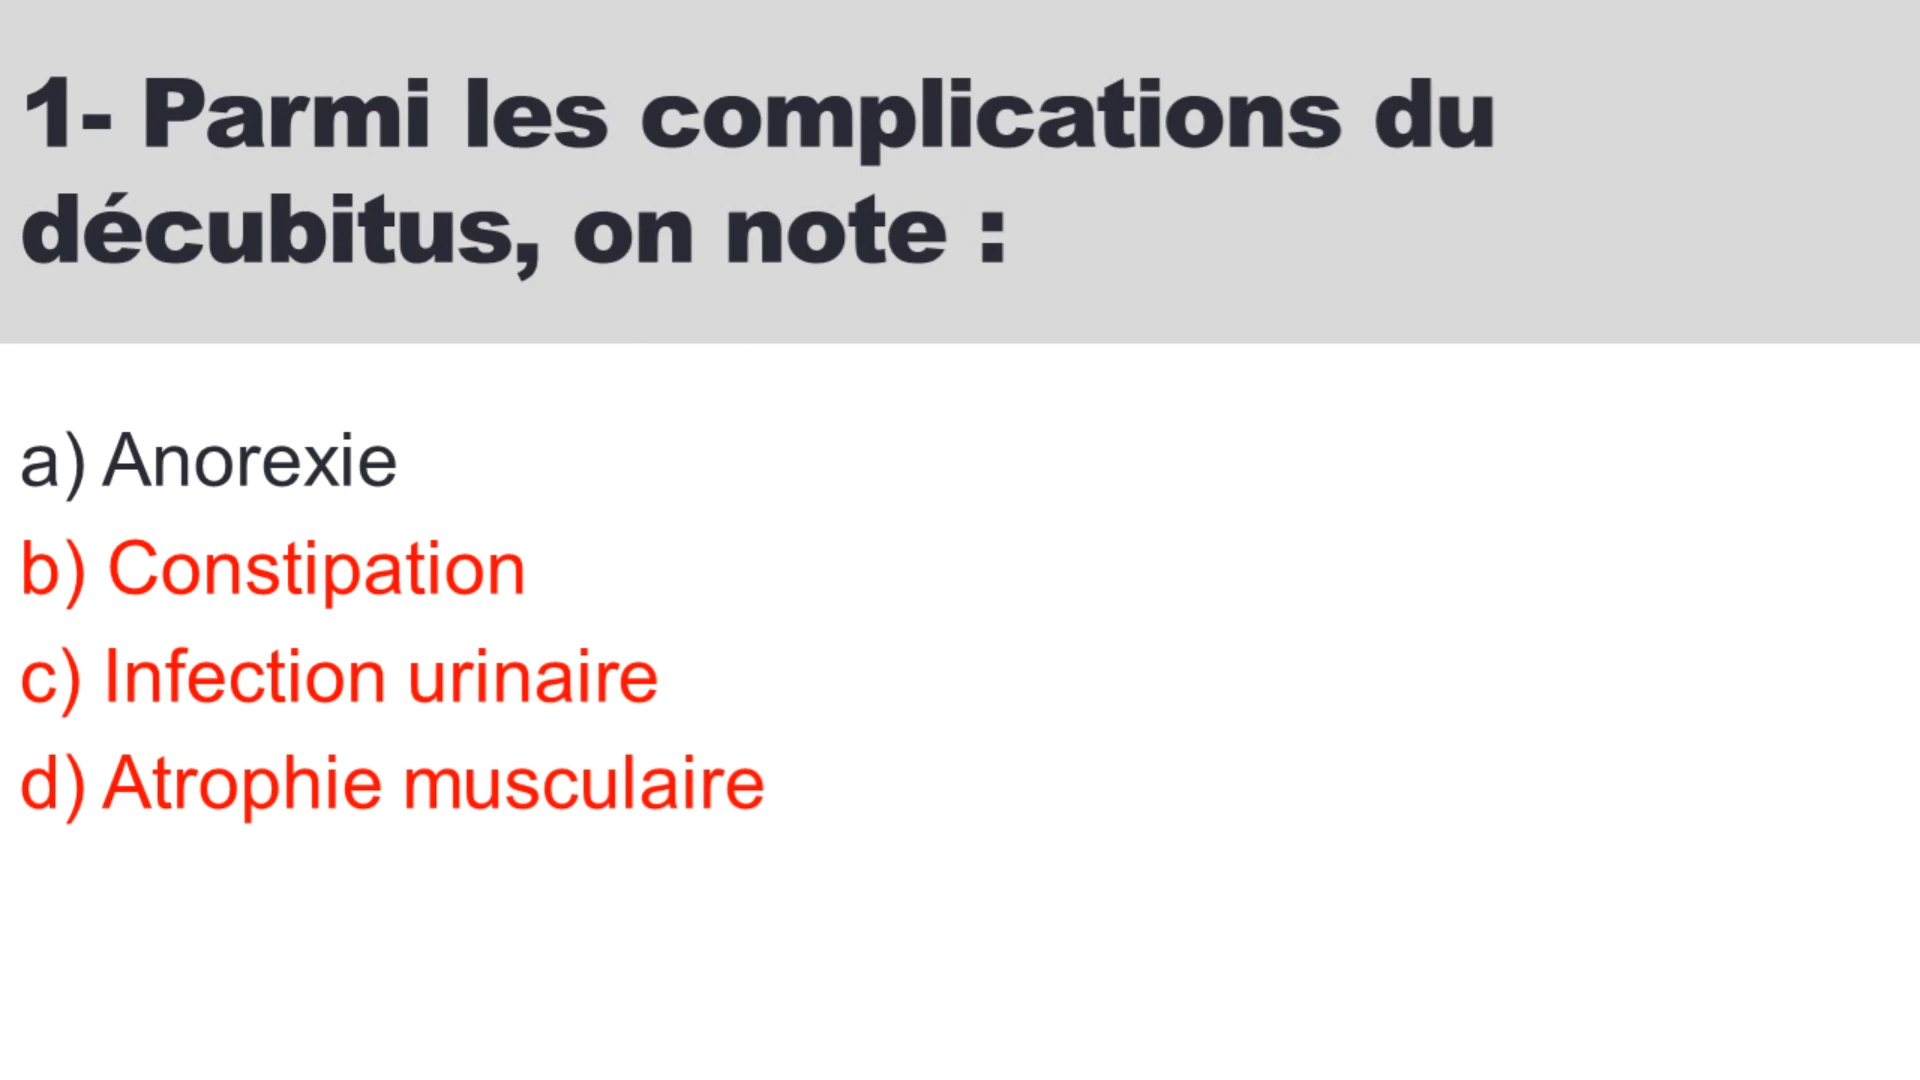 1- Parmi les complications du
décubitus, on note :
a) Anorexie
b) Constipation
c) Infection urinaire
d) Atrophie musculaire